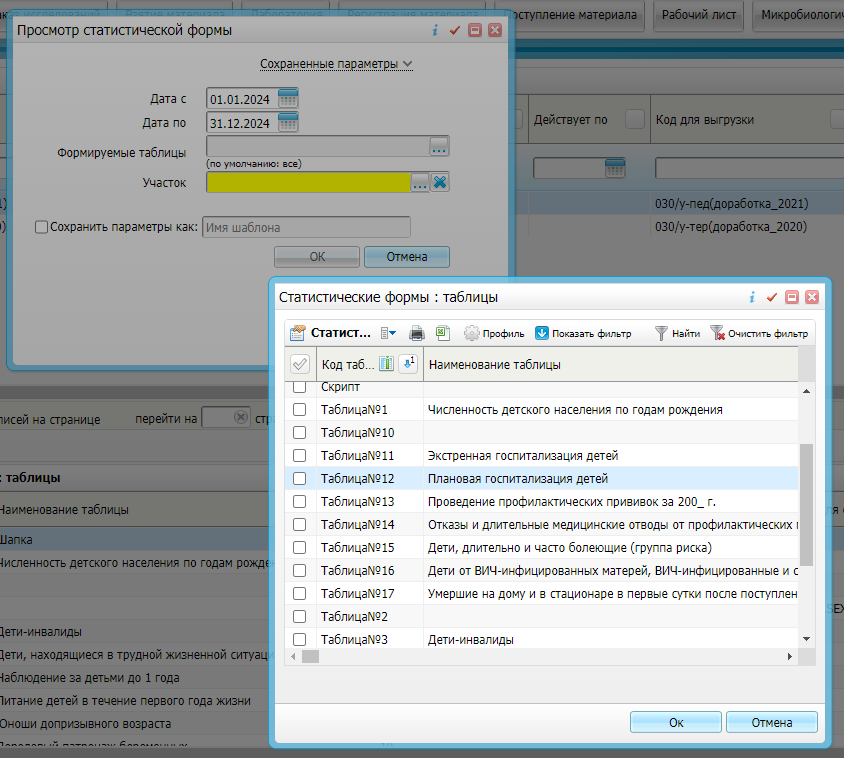 Поступление материала
Рабочий лист
Просмотр статистической формы
Сохраненные параметры
Дата с
01.01.2024
Дата по
31.12.2024
Формируемые таблицы
...
(по умолчанию: все)
Участок
...
Сохранить параметры как:
Имя шаблона
ОК
Отмена
Действует по
Код для выгрузки
030/у-пед(доработка_2021)
030/у-тер(доработка_2020)
Статистические формы : таблицы
Статист...
Профиль
Показать фильтр
Найти
Очистить фильтр
Код таб...
1
Наименование таблицы
Скрипт
Таблица№1 Численность детского населения по годам рождения
Таблица№10
Таблица№11 Экстренная госпитализация детей
Таблица№12 Плановая госпитализация детей
Таблица№13 Проведение профилактических прививок за 200_ г.
Таблица№14 Отказы и длительные медицинские отводы от профилактических
Таблица№15 Дети, длительно и часто болеющие (группа риска)
Таблица№16 Дети от ВИЧ-инфицированных матерей, ВИЧ-инфицированные и
Таблица№17 Умершие на дому и в стационаре в первые сутки после
Таблица№2
Таблица№3 Дети-инвалиды
Ок
Отмена
на странице
перейти на
: таблицы
Наименование таблицы
Шапка
Численность детского населения по годам
Дети-инвалиды
Дети, находящиеся в трудной жизненной
Наблюдение за детьми до 1 года
Питание детей в течение первого года жизни
Юноши допризывного возраста